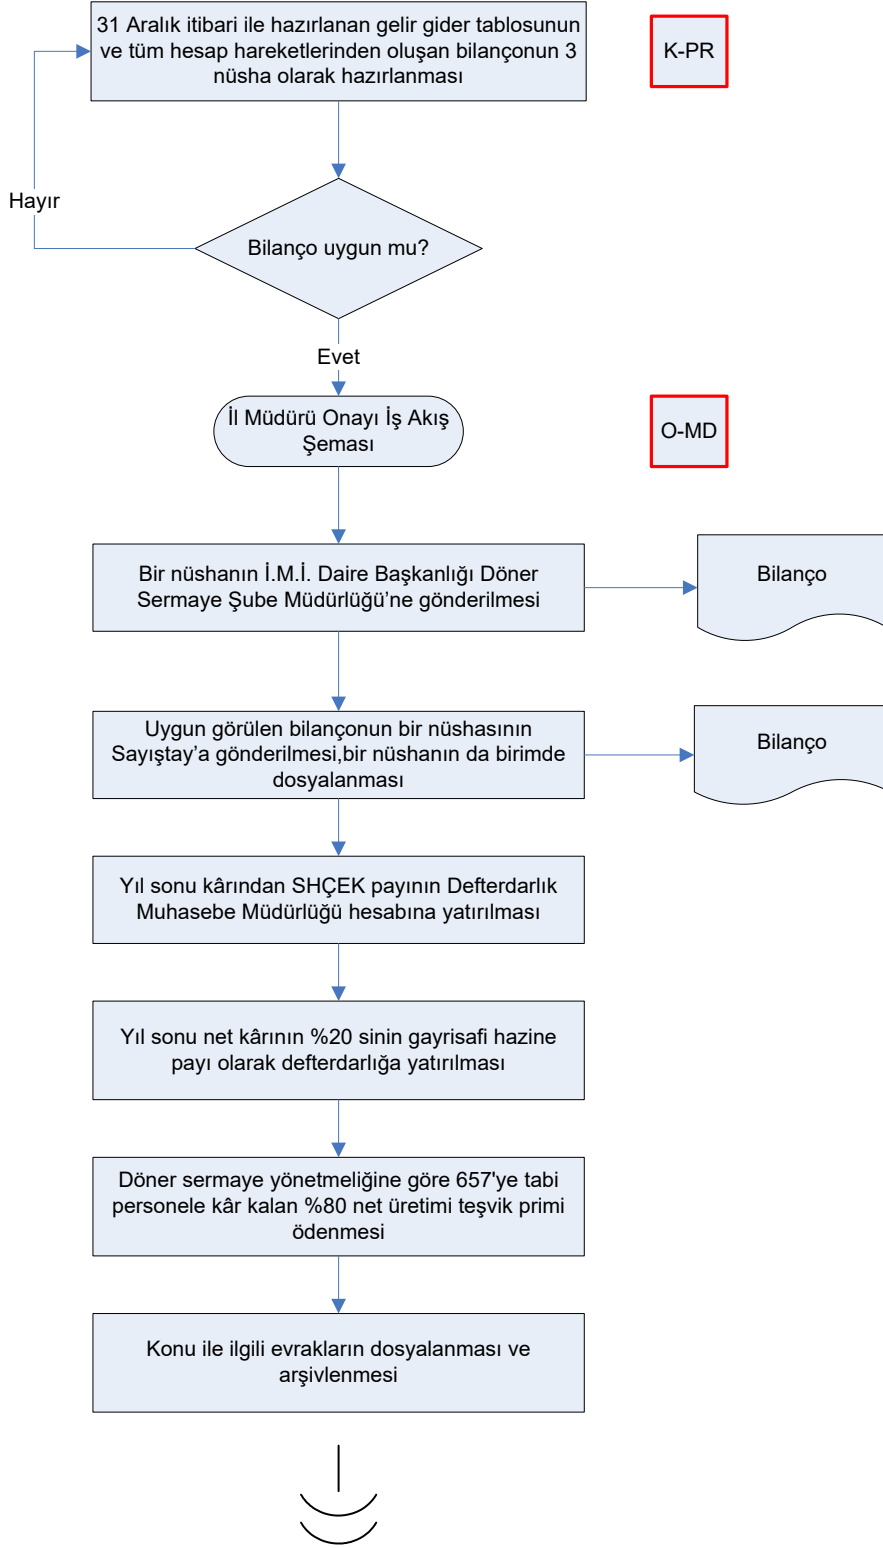 31 Aralık itibari ile hazırlanan gelir gider tablosunun
ve tüm hesap hareketlerinden oluşan bilançonun 3
nüsha olarak hazırlanması
K-PR
Hayır
Bilanço uygun mu?
Evet
İl Müdürü Onayı İş Akış
Şeması
O-MD
Bir nüshanın İ.M.İ. Daire Başkanlığı Döner
Sermaye Şube Müdürlüğü’ne gönderilmesi
Bilanço
Uygun görülen bilançonun bir nüshasının
Sayıştay’a gönderilmesi,bir nüshanın da birimde
dosyalanması
Bilanço
Yıl sonu kârından SHÇEK payının Defterdarlık
Muhasebe Müdürlüğü hesabına yatırılması
Yıl sonu net kârının %20 sinin gayrisafi hazine
payı olarak defterdarlığa yatırılması
Döner sermaye yönetmeliğine göre 657'ye tabi
personele kâr kalan %80 net üretimi teşvik primi
ödenmesi
Konu ile ilgili evrakların dosyalanması ve
arşivlenmesi